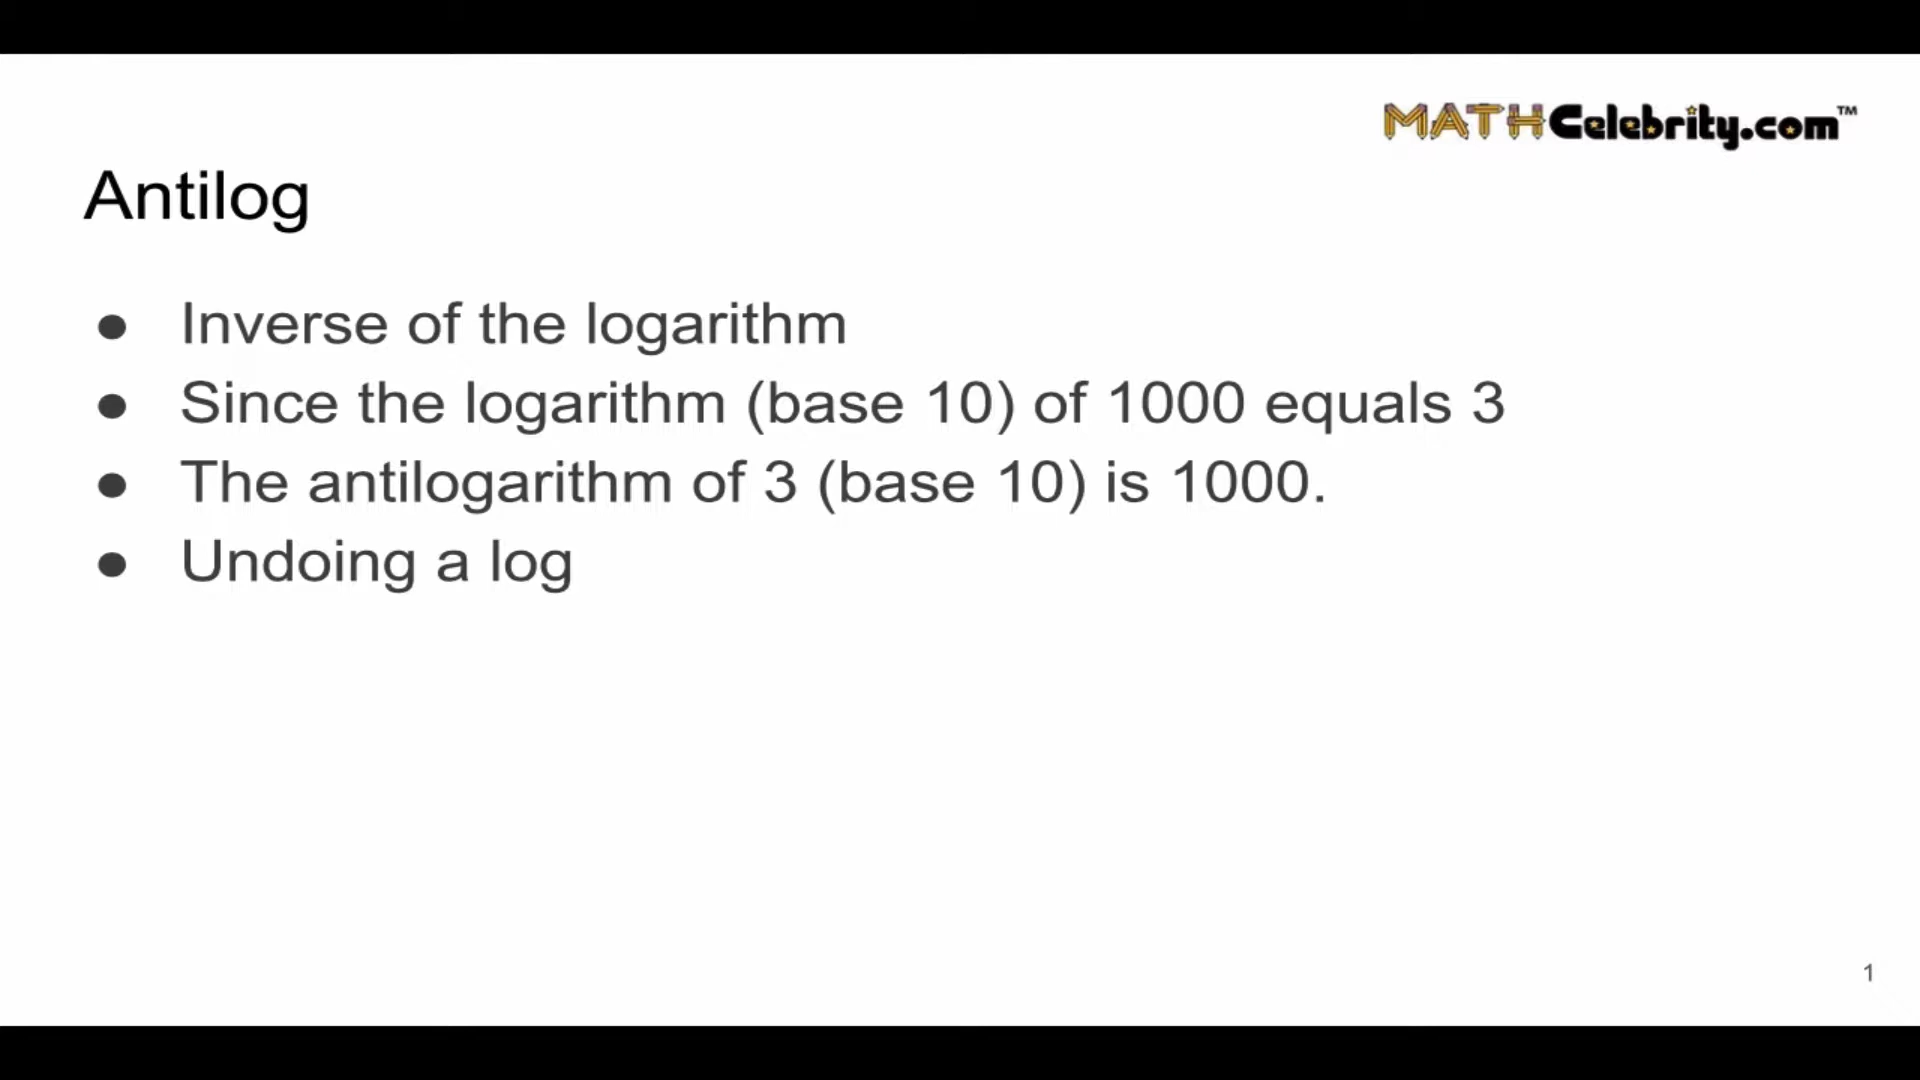 MATHCelebrity.com™
Antilog
● Inverse of the logarithm
● Since the logarithm (base 10) of 1000 equals 3
● The antilogarithm of 3 (base 10) is 1000.
● Undoing a log
1